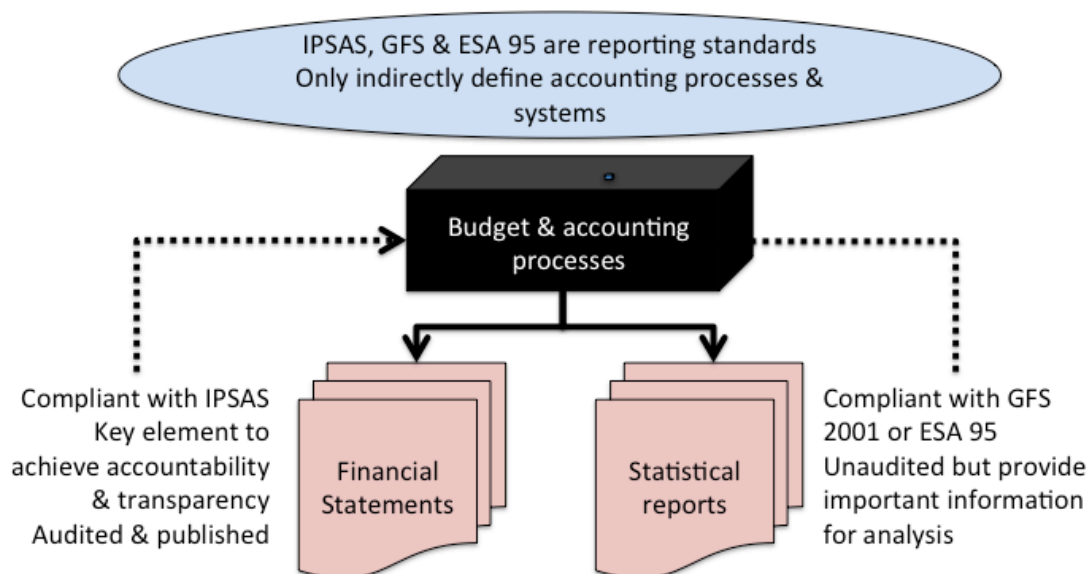 IPSAS, GFS & ESA 95 are reporting standards
Only indirectly define accounting processes &
systems
Budget & accounting
processes
Compliant with IPSAS
Key element to
achieve accountability
& transparency
Audited & published
Financial
Statements
Statistical
reports
Compliant with GFS
2001 or ESA 95
Unaudited but provide
important information
for analysis